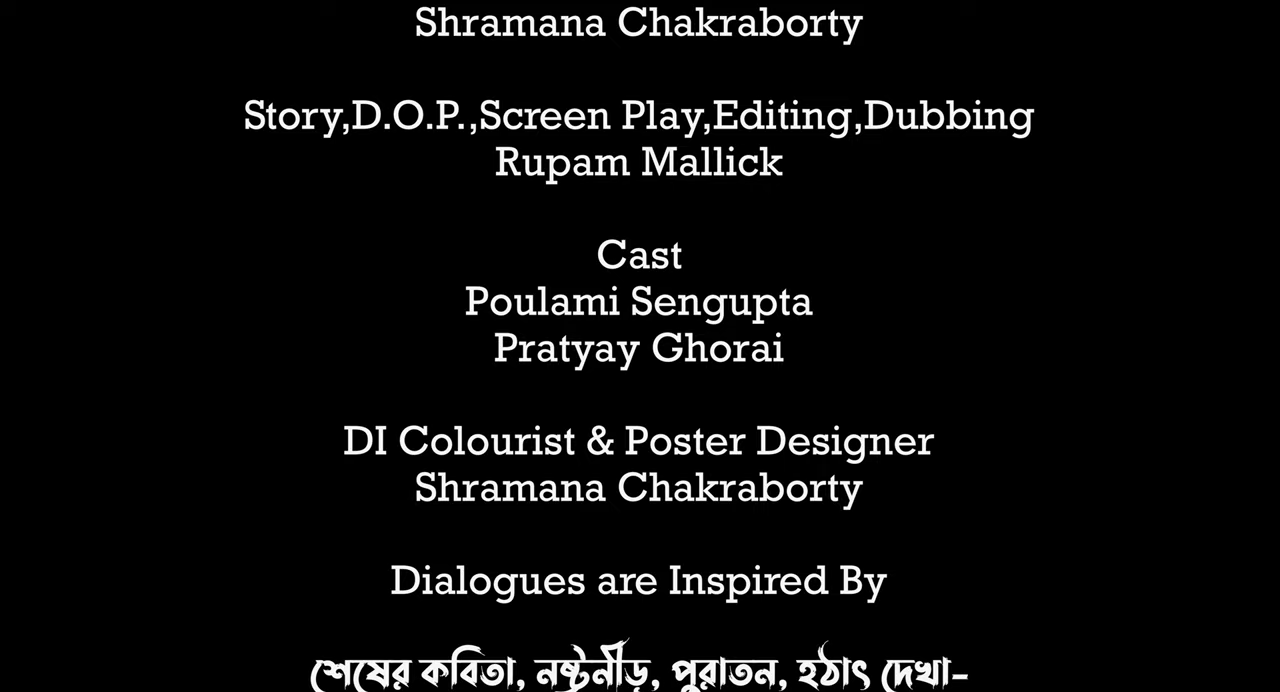 Shramana Chakraborty
Story,D.O.P.,Screen Play,Editing,Dubbing
Rupam Mallick
Cast
Poulami Sengupta
Pratyay Ghorai
DI Colourist & Poster Designer
Shramana Chakraborty
Dialogues are Inspired By
শেষের কবিতা, নষ্টনীড়, পুরাতন, হঠাৎ দেখা-